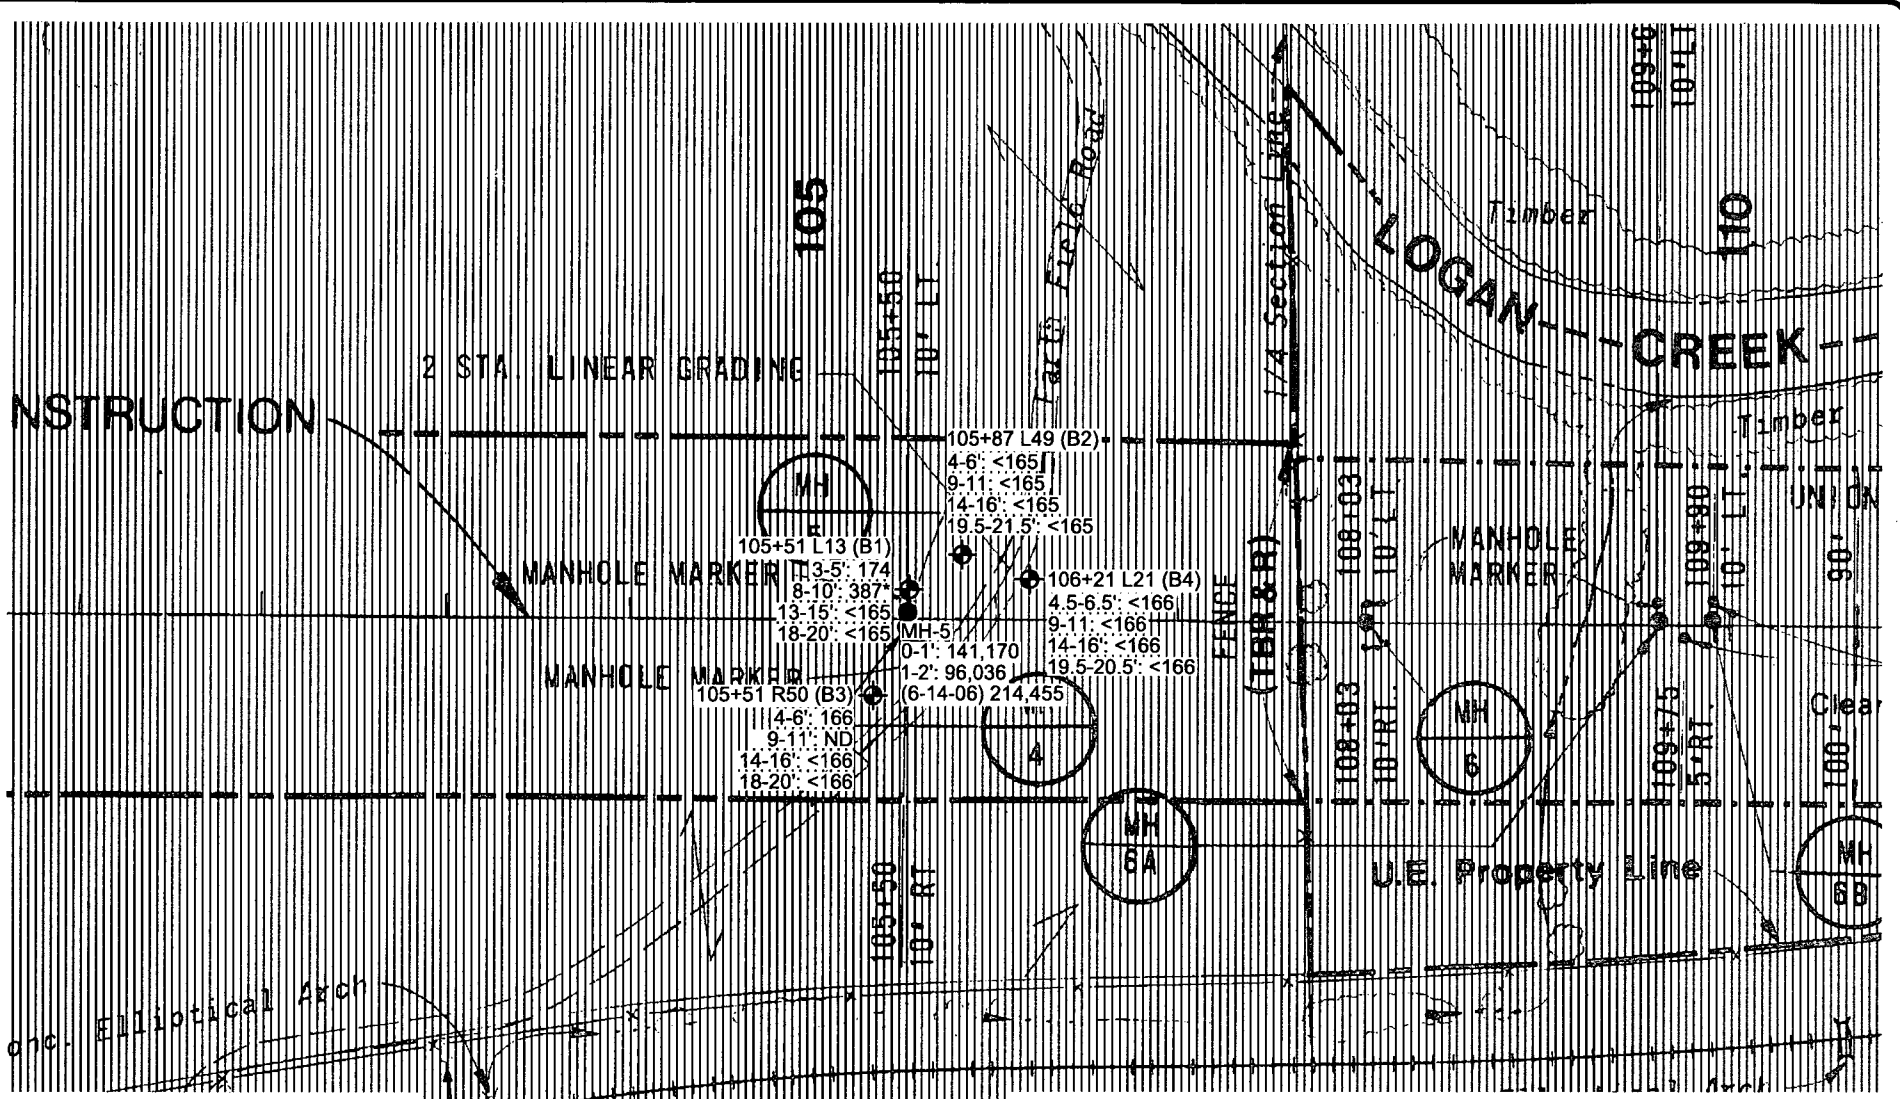 109+6
10'LT
105
Earth Field Road
1/4 Section Line
Timber
110
LOGAN
CREEK
105+50
10' LT.
2 STA. LINEAR GRADING
NSTRUCTION
Timber
105+87 L49 (B2)
4-6': <165
9-11: <165
14-16': <165
19.5-21.5': <165
MH
5
108+03
10'LT.
MANHOLE
MARKER
109+80
10' LT.
UNION
90'
105+51 L13 (B1)
3-5': 174
8-10': 387*
13-15': <165
18-20': <165
MANHOLE MARKER
106+21 L21 (B4)
4.5-6.5': <166
9-11: <166
14-16': <166
19.5-20.5': <166
FENCE
(TBR&R)
MH-5
0-1': 141,170
1-2': 96,036
(6-14-06) 214,455
MANHOLE MARKER
105+51 R50 (B3)
4-6': 166
9-11': ND
14-16': <166
18-20': <166
4
108+03
10'RT.
MH
6
109+75
5'RT.
Clear
100'
MH
6A
U.E. Property Line
MH
6B
105+50
10' RT
onc. Elliptical Arch
Arch